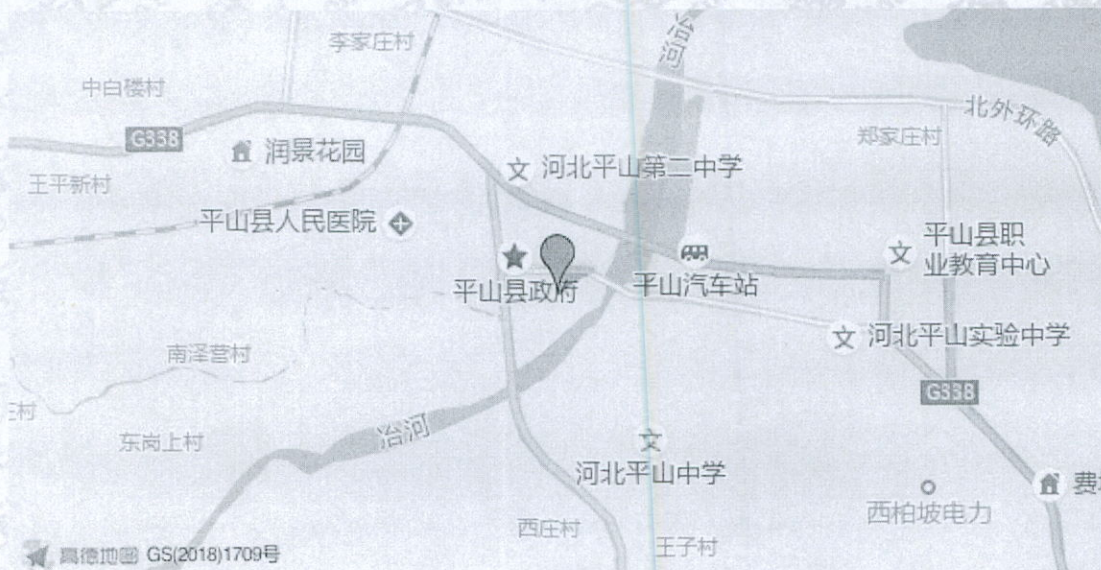 李家庄村
冶河
中白楼村
北外环路
郑家庄村
G338
润景花园
河北平山第二中学
王平新村
平山县人民医院
平山县职
业教育中心
平山县政府
平山汽车站
河北平山实验中学
南泽营村
G338
庄村
东岗上村
冶河
河北平山中学
费
西柏坡电力
西庄村
王子村
高德地图 GS(2018)1709号